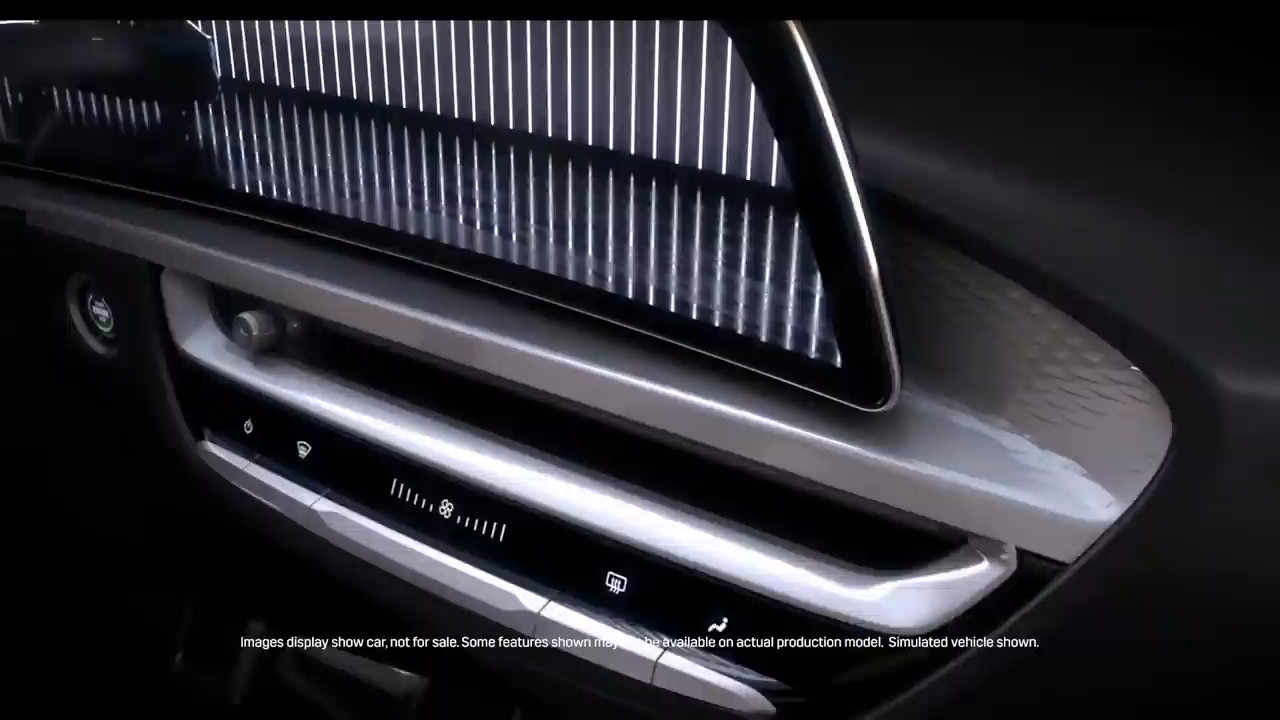 Images display show car, not for sale. Some features shown may not be available on actual production model. Simulated vehicle shown.